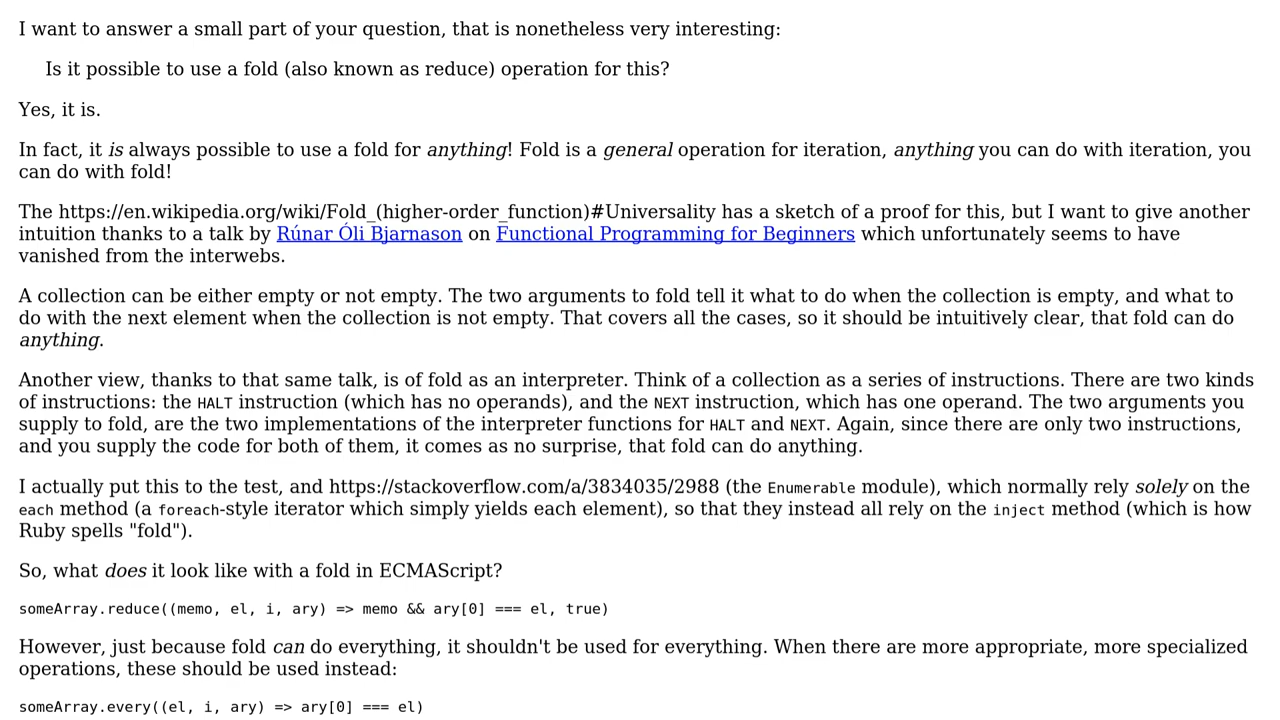 I want to answer a small part of your question, that is nonetheless very interesting:
Is it possible to use a fold (also known as reduce) operation for this?
Yes, it is.
In fact, it is always possible to use a fold for anything! Fold is a general operation for iteration, anything you can do with iteration, you
can do with fold!
The https://en.wikipedia.org/wiki/Fold_(higher-order_function)#Universality has a sketch of a proof for this, but I want to give another
intuition thanks to a talk by Rúnar Óli Bjarnason on Functional Programming for Beginners which unfortunately seems to have
vanished from the interwebs.
A collection can be either empty or not empty. The two arguments to fold tell it what to do when the collection is empty, and what to
do with the next element when the collection is not empty. That covers all the cases, so it should be intuitively clear, that fold can do
anything.
Another view, thanks to that same talk, is of fold as an interpreter. Think of a collection as a series of instructions. There are two kinds
of instructions: the HALT instruction (which has no operands), and the NEXT instruction, which has one operand. The two arguments you
supply to fold, are the two implementations of the interpreter functions for HALT and NEXT. Again, since there are only two instructions,
and you supply the code for both of them, it comes as no surprise, that fold can do anything.
I actually put this to the test, and https://stackoverflow.com/a/3834035/2988 (the Enumerable module), which normally rely solely on the
each method (a foreach-style iterator which simply yields each element), so that they instead all rely on the inject method (which is how
Ruby spells "fold").
So, what does it look like with a fold in ECMAScript?
someArray.reduce((memo, el, i, ary) => memo && ary[0] === el, true)
However, just because fold can do everything, it shouldn't be used for everything. When there are more appropriate, more specialized
operations, these should be used instead:
someArray.every((el, i, ary) => ary[0] === el)